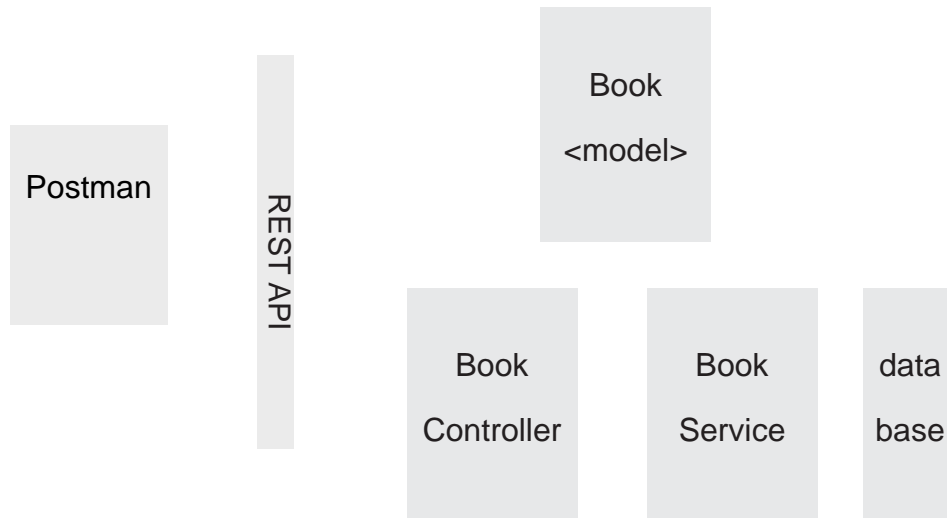 Postman
REST API
Book
<model>
Book
Controller
Book
Service
data
base